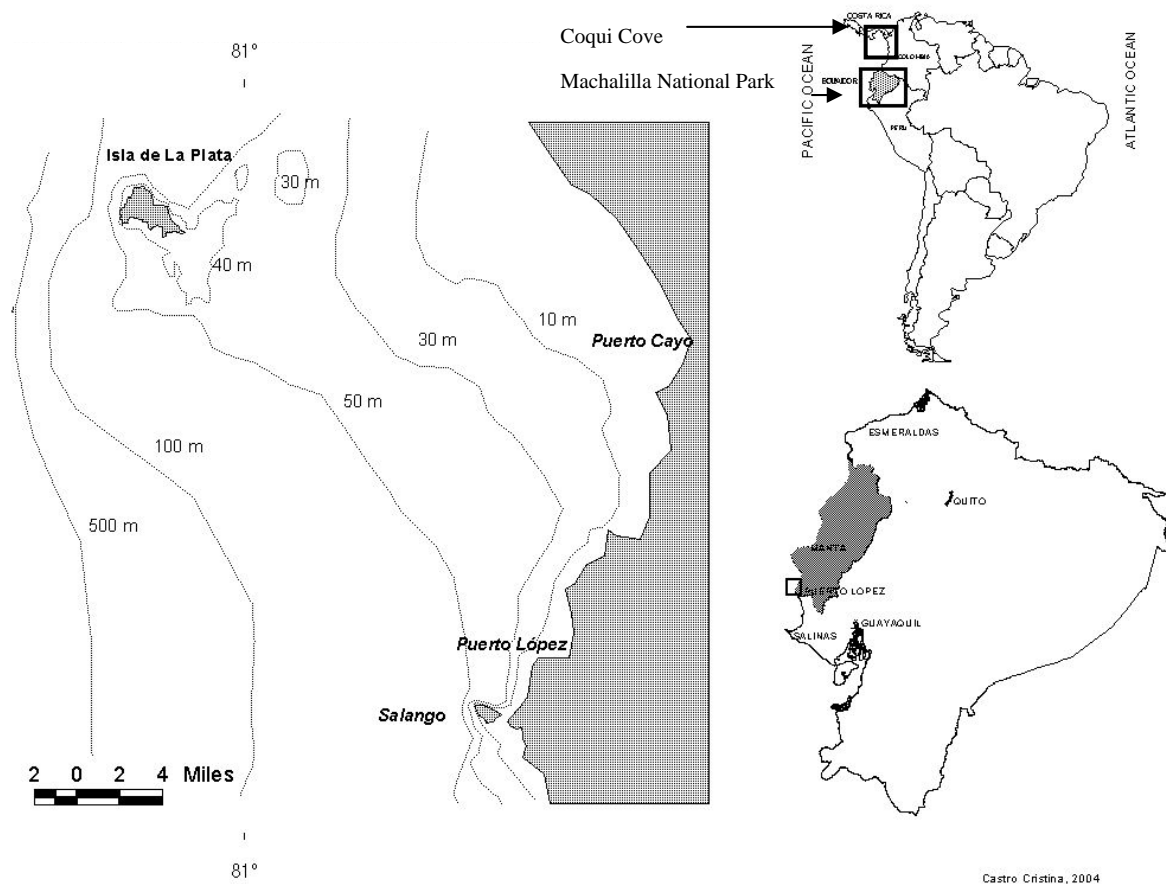 81°
Isla de La Plata
30 m
40 m
10 m
30 m
Puerto Cayo
50 m
100 m
500 m
Puerto López
Salango
2 0 2 4 Miles
81°
Coqui Cove
Machalilla National Park
COSTA RICA
COLOMBIA
ECUADOR
PERU
PACIFIC OCEAN
ATLANTIC OCEAN
ESMERALDAS
QUITO
MANTA
PUERTO LOPEZ
SALINAS
GUAYAQUIL
Castro Cristina, 2004